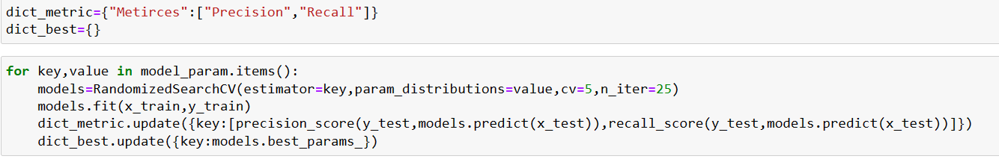 dict_metric={"Metirces":["Precision","Recall"]}
dict_best={}
for key,value in model_param.items():
    models=RandomizedSearchCV(estimator=key,param_distributions=value,cv=5,n_iter=25)
    models.fit(x_train,y_train)
    dict_metric.update({key:[precision_score(y_test,models.predict(x_test)),recall_score(y_test,models.predict(x_test))]})
    dict_best.update({key:models.best_params_})